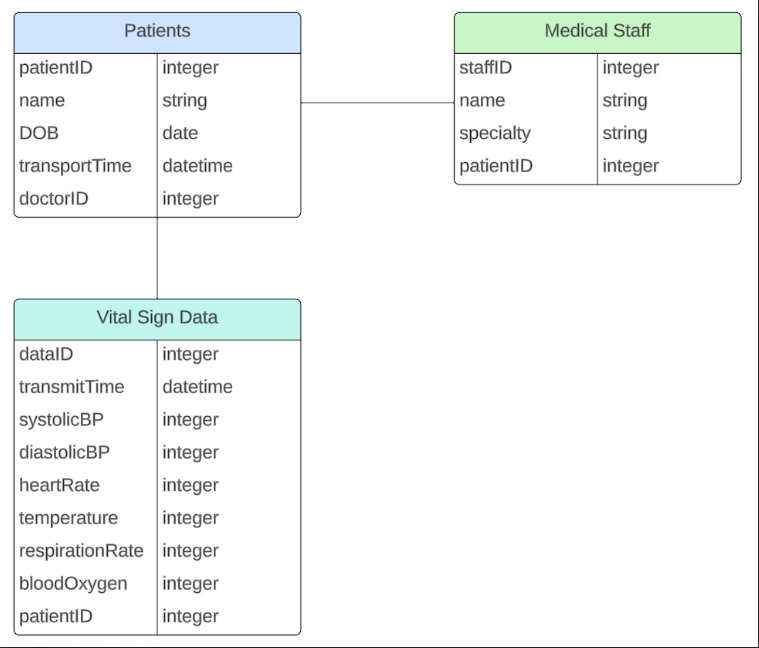 Patients
patientID integer
name string
DOB date
transportTime datetime
doctorID integer
Medical Staff
staffID integer
name string
specialty string
patientID integer
Vital Sign Data
dataID integer
transmitTime datetime
systolicBP integer
diastolicBP integer
heartRate integer
temperature integer
respirationRate integer
bloodOxygen integer
patientID integer